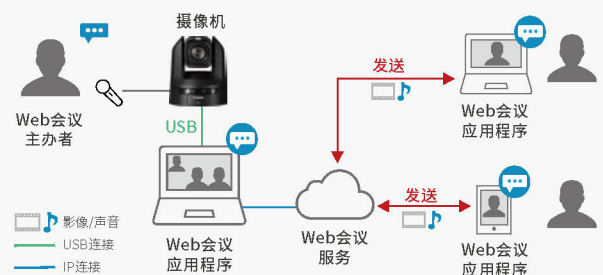 摄像机
发送
Web会议
主办者
USB
Web会议
应用程序
发送
影像/声音
USB连接
IP连接
Web会议
应用程序
Web会议
服务
Web会议
应用程序